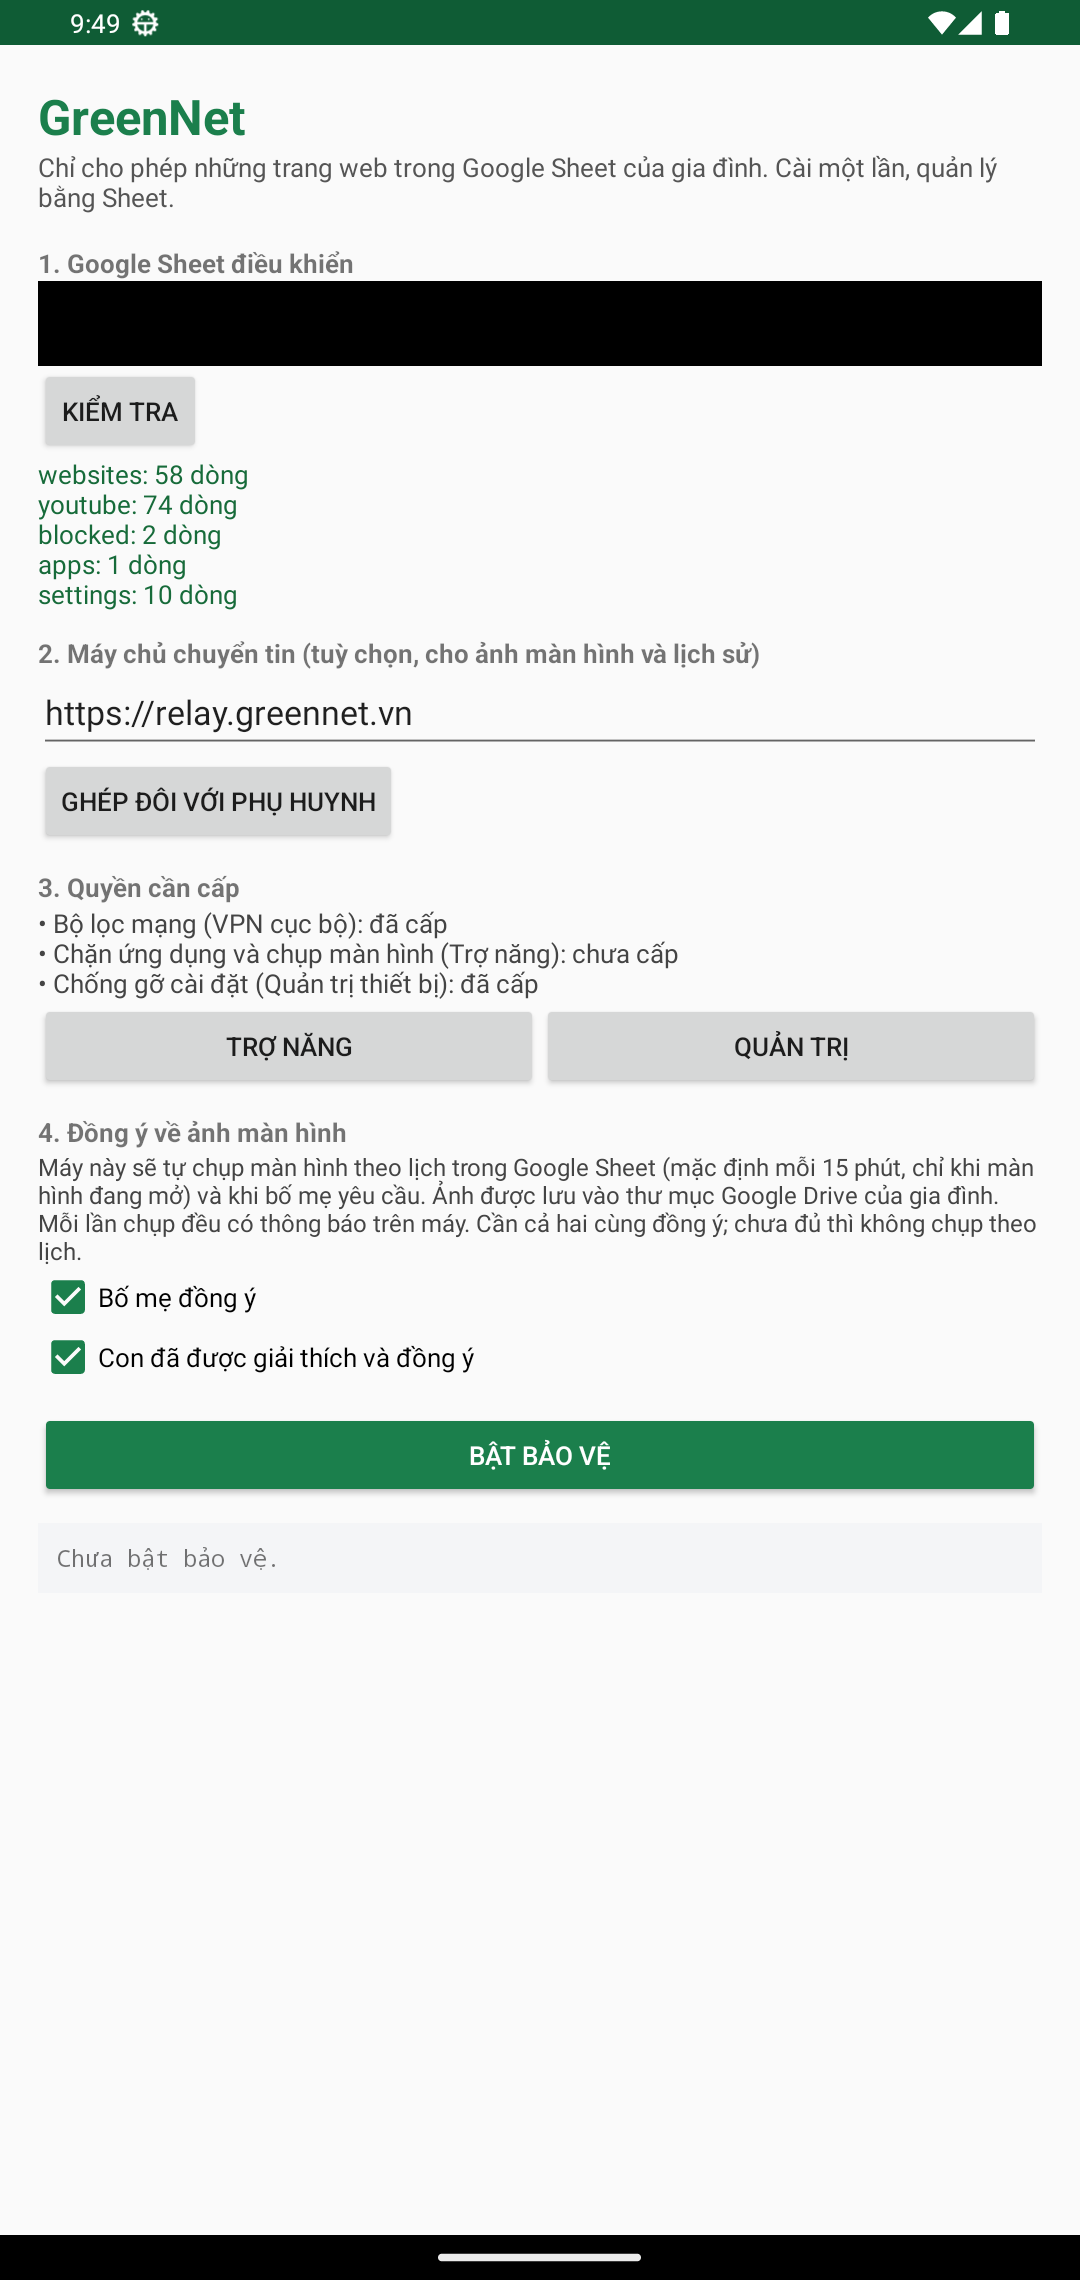 9:49
GreenNet
Chỉ cho phép những trang web trong Google Sheet của gia đình. Cài một lần, quản lý
bằng Sheet.
1. Google Sheet điều khiển
KIỂM TRA
websites: 58 dòng
youtube: 74 dòng
blocked: 2 dòng
apps: 1 dòng
settings: 10 dòng
2. Máy chủ chuyển tin (tuỳ chọn, cho ảnh màn hình và lịch sử)
https://relay.greennet.vn
GHÉP ĐÔI VỚI PHỤ HUYNH
3. Quyền cần cấp
• Bộ lọc mạng (VPN cục bộ): đã cấp
• Chặn ứng dụng và chụp màn hình (Trợ năng): chưa cấp
• Chống gỡ cài đặt (Quản trị thiết bị): đã cấp
TRỢ NĂNG
QUẢN TRỊ
4. Đồng ý về ảnh màn hình
Máy này sẽ tự chụp màn hình theo lịch trong Google Sheet (mặc định mỗi 15 phút, chỉ khi màn
hình đang mở) và khi bố mẹ yêu cầu. Ảnh được lưu vào thư mục Google Drive của gia đình.
Mỗi lần chụp đều có thông báo trên máy. Cần cả hai cùng đồng ý; chưa đủ thì không chụp theo
lịch.
Bố mẹ đồng ý
Con đã được giải thích và đồng ý
BẬT BẢO VỆ
Chưa bật bảo vệ.